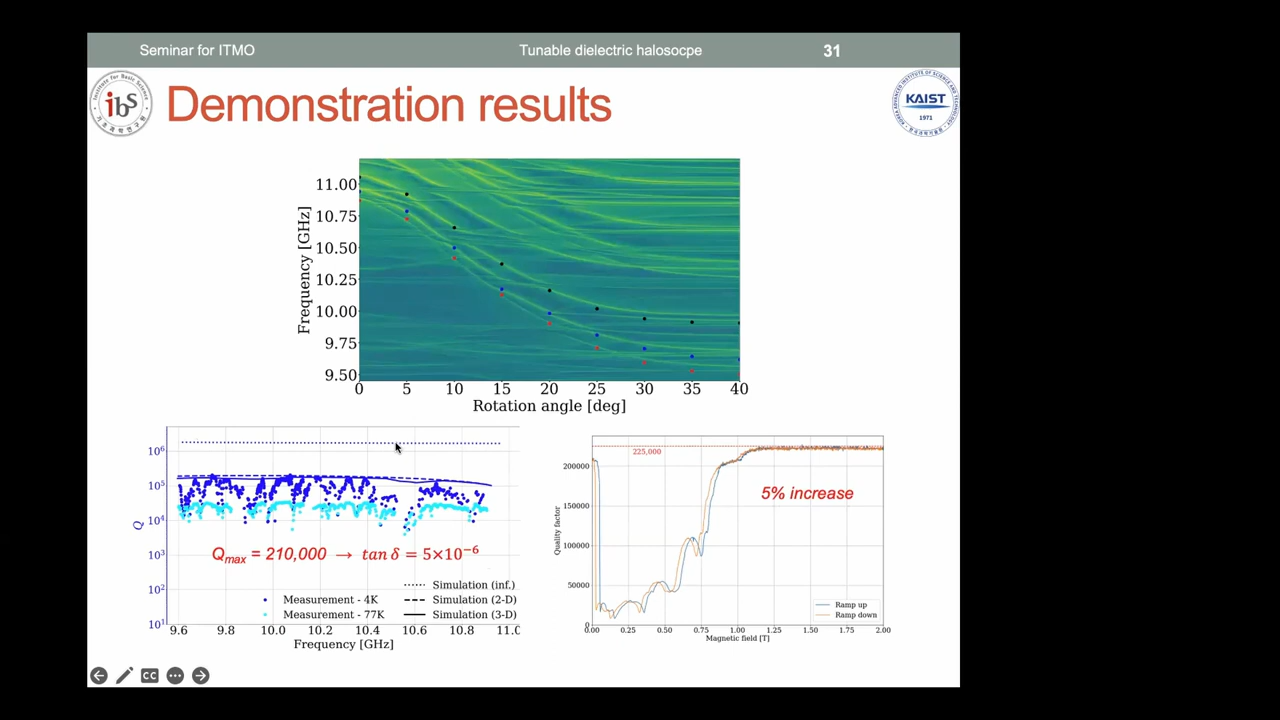 Seminar for ITMO
Tunable dielectric halosocpe
31
Demonstration results
ibS
KAIST
1971
11.00
10.75
10.50
10.25
10.00
9.75
9.50
Frequency [GHz]
0 5 10 15 20 25 30 35 40
Rotation angle [deg]
10⁶
10⁵
10⁴
10³
10²
10¹
Q
Qmax = 210,000 → tan δ = 5×10⁻⁶
Simulation (inf.)
Measurement - 4K
Simulation (2-D)
Measurement - 77K
Simulation (3-D)
9.6 9.8 10.0 10.2 10.4 10.6 10.8 11.0
Frequency [GHz]
225,000
5% increase
200000
150000
100000
50000
0
Quality factor
Ramp up
Ramp down
0.00 0.25 0.50 0.75 1.00 1.25 1.50 1.75 2.00
Magnetic field [T]
CC